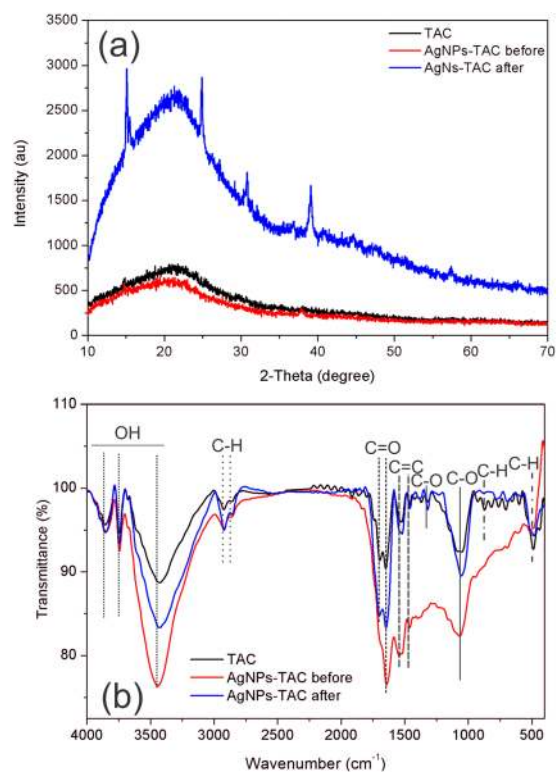 (a)
TAC
AgNPs-TAC before
AgNs-TAC after
Intensity (au)
3500
3000
2500
2000
1500
1000
500
0
10 20 30 40 50 60 70
2-Theta (degree)
OH
C-H
C=O
C=C
C-O
C-O
C-H
C-H
Transmittance (%)
110
100
90
80
(b)
TAC
AgNPs-TAC before
AgNPs-TAC after
4000 3500 3000 2500 2000 1500 1000 500
Wavenumber (cm-1)